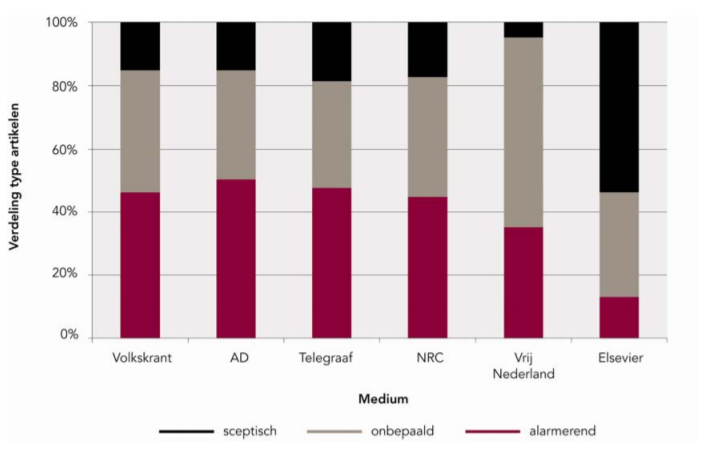 100%
80%
60%
40%
20%
0%
Verdeling type artikelen
Volkskrant
AD
Telegraaf
NRC
Vrij
Nederland
Elsevier
Medium
sceptisch
onbepaald
alarmerend